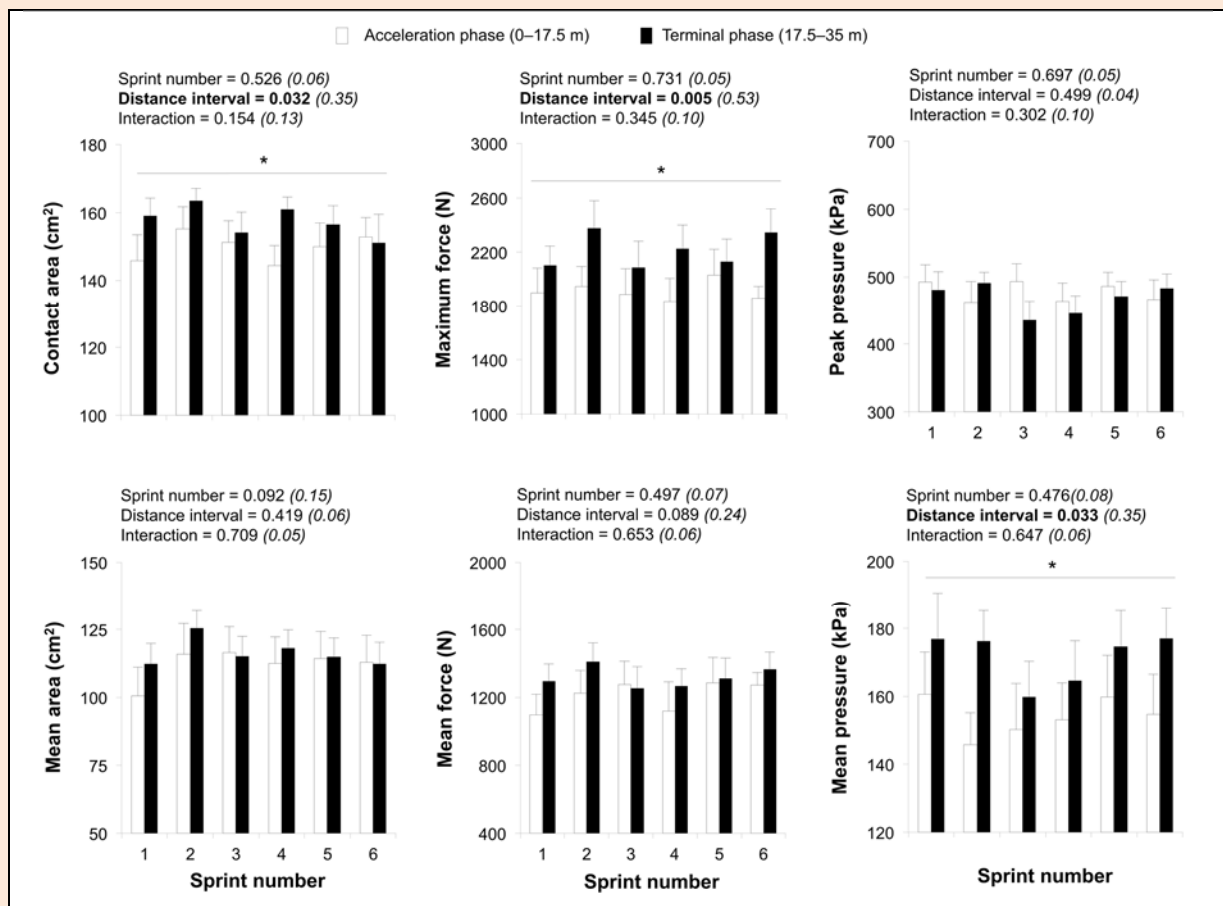 Acceleration phase (0–17.5 m) Terminal phase (17.5–35 m)
Sprint number = 0.526 (0.06)
Distance interval = 0.032 (0.35)
Interaction = 0.154 (0.13)
180
160
140
120
100
Contact area (cm²)
*
Sprint number = 0.731 (0.05)
Distance interval = 0.005 (0.53)
Interaction = 0.345 (0.10)
3000
2600
2200
1800
1400
1000
Maximum force (N)
*
Sprint number = 0.697 (0.05)
Distance interval = 0.499 (0.04)
Interaction = 0.302 (0.10)
700
600
500
400
300
Peak pressure (kPa)
1 2 3 4 5 6
Sprint number = 0.092 (0.15)
Distance interval = 0.419 (0.06)
Interaction = 0.709 (0.05)
150
125
100
75
50
Mean area (cm²)
1 2 3 4 5 6
Sprint number
Sprint number = 0.497 (0.07)
Distance interval = 0.089 (0.24)
Interaction = 0.653 (0.06)
2000
1600
1200
800
400
Mean force (N)
1 2 3 4 5 6
Sprint number
Sprint number = 0.476(0.08)
Distance interval = 0.033 (0.35)
Interaction = 0.647 (0.06)
200
180
160
140
120
Mean pressure (kPa)
*
Sprint number